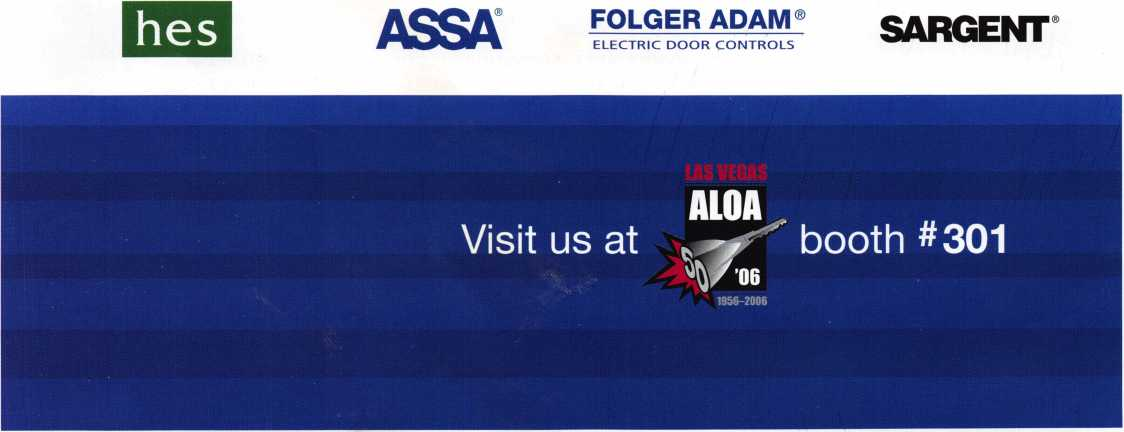 hes
ASSA®
FOLGER ADAM®
ELECTRIC DOOR CONTROLS
SARGENT®
LAS VEGAS
ALOA
Visit us at
booth #301
50
'06
1956–2006